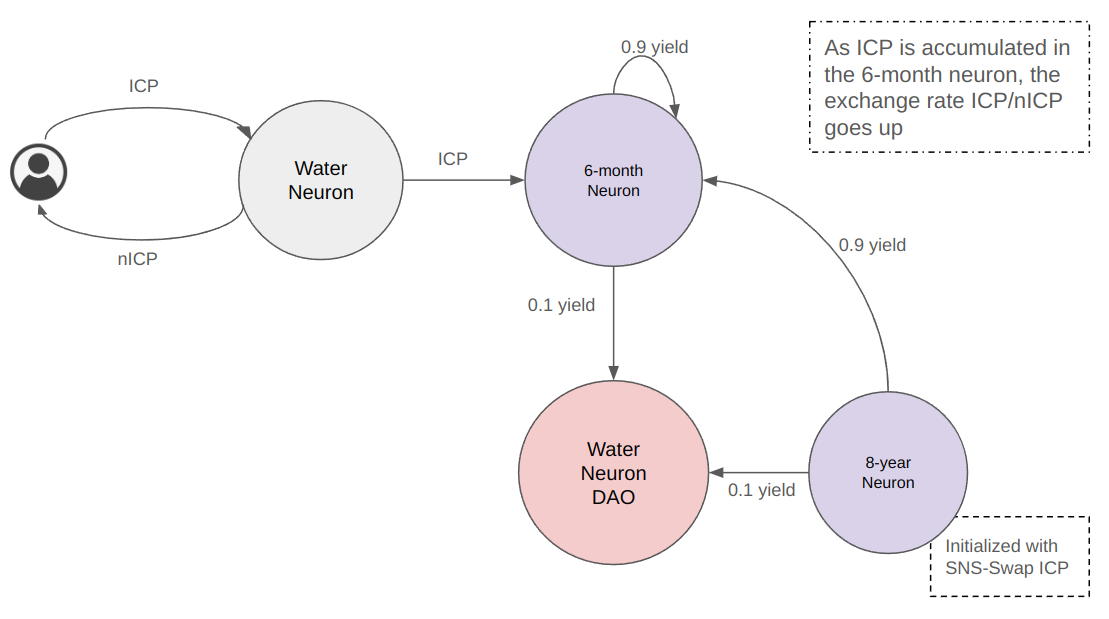 0.9 yield
As ICP is accumulated in
the 6-month neuron, the
exchange rate ICP/nICP
goes up
ICP
Water
Neuron
ICP
6-month
Neuron
nICP
0.9 yield
0.1 yield
Water
Neuron
DAO
8-year
Neuron
0.1 yield
Initialized with
SNS-Swap ICP